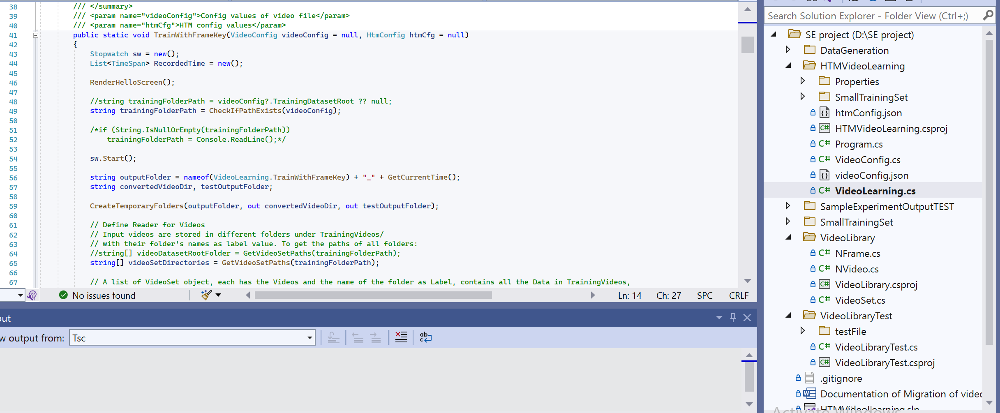 38 /// </summary>
39 /// <param name="videoConfig">Config values of video file</param>
40 /// <param name="htmCfg">HTM config values</param>
41 public static void TrainWithFrameKey(VideoConfig videoConfig = null, HtmConfig htmCfg = null)
42 {
43 Stopwatch sw = new();
44 List<TimeSpan> RecordedTime = new();
45
46 RenderHelloScreen();
47
48 //string trainingFolderPath = videoConfig?.TrainingDatasetRoot ?? null;
49 string trainingFolderPath = CheckIfPathExists(videoConfig);
50
51 /*if (String.IsNullOrEmpty(trainingFolderPath))
52 trainingFolderPath = Console.ReadLine();*/
53
54 sw.Start();
55
56 string outputFolder = nameof(VideoLearning.TrainWithFrameKey) + "_" + GetCurrentTime();
57 string convertedVideoDir, testOutputFolder;
58
59 CreateTemporaryFolders(outputFolder, out convertedVideoDir, out testOutputFolder);
60
61 // Define Reader for Videos
62 // Input videos are stored in different folders under TrainingVideos/
63 // with their folder's names as label value. To get the paths of all folders:
64 //string[] videoDatasetRootFolder = GetVideoSetPaths(trainingFolderPath);
65 string[] videoSetDirectories = GetVideoSetPaths(trainingFolderPath);
66
67 // A list of VideoSet object, each has the Videos and the name of the folder as Label, contains all the Data in TrainingVideos,
No issues found
Ln: 14 Ch: 27 SPC CRLF
out
w output from: Tsc
Search Solution Explorer - Folder View (Ctrl+;)
SE project (D:\SE project)
DataGeneration
HTMVideoLearning
Properties
SmallTrainingSet
htmConfig.json
C# HTMVideoLearning.csproj
C# Program.cs
C# VideoConfig.cs
videoConfig.json
C# VideoLearning.cs
SampleExperimentOutputTEST
SmallTrainingSet
VideoLibrary
C# NFrame.cs
C# NVideo.cs
C# VideoLibrary.csproj
C# VideoSet.cs
VideoLibraryTest
testFile
C# VideoLibraryTest.cs
C# VideoLibraryTest.csproj
.gitignore
Documentation of Migration of video
HTMVideoLearning.sln
Activate Windows